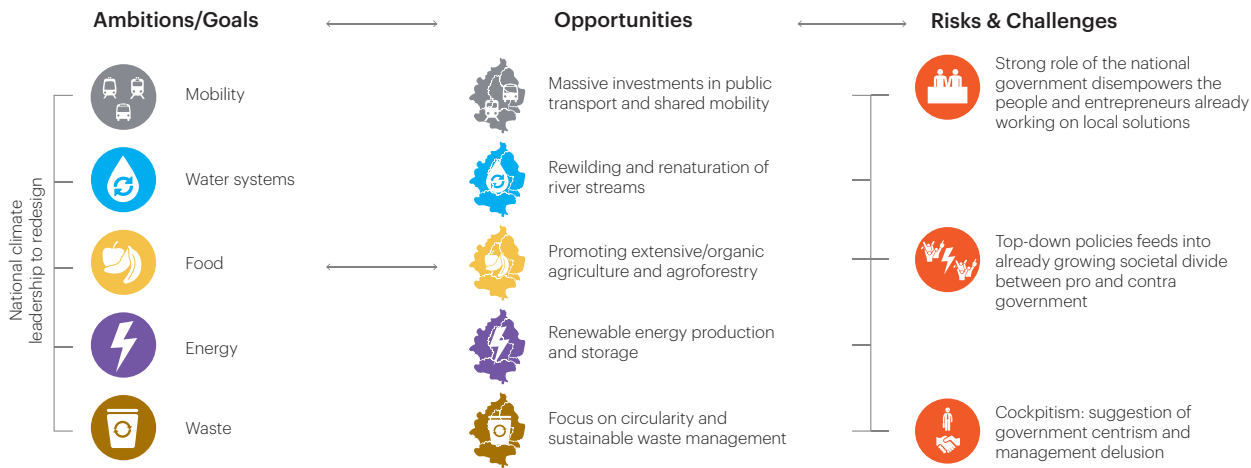 Ambitions/Goals
Opportunities
Risks & Challenges
National climate
leadership to redesign
Mobility
Water systems
Food
Energy
Waste
Massive investments in public
transport and shared mobility
Rewilding and renaturation of
river streams
Promoting extensive/organic
agriculture and agroforestry
Renewable energy production
and storage
Focus on circularity and
sustainable waste management
Strong role of the national
government disempowers the
people and entrepreneurs already
working on local solutions
Top-down policies feeds into
already growing societal divide
between pro and contra
government
Cockpitism: suggestion of
government centrism and
management delusion